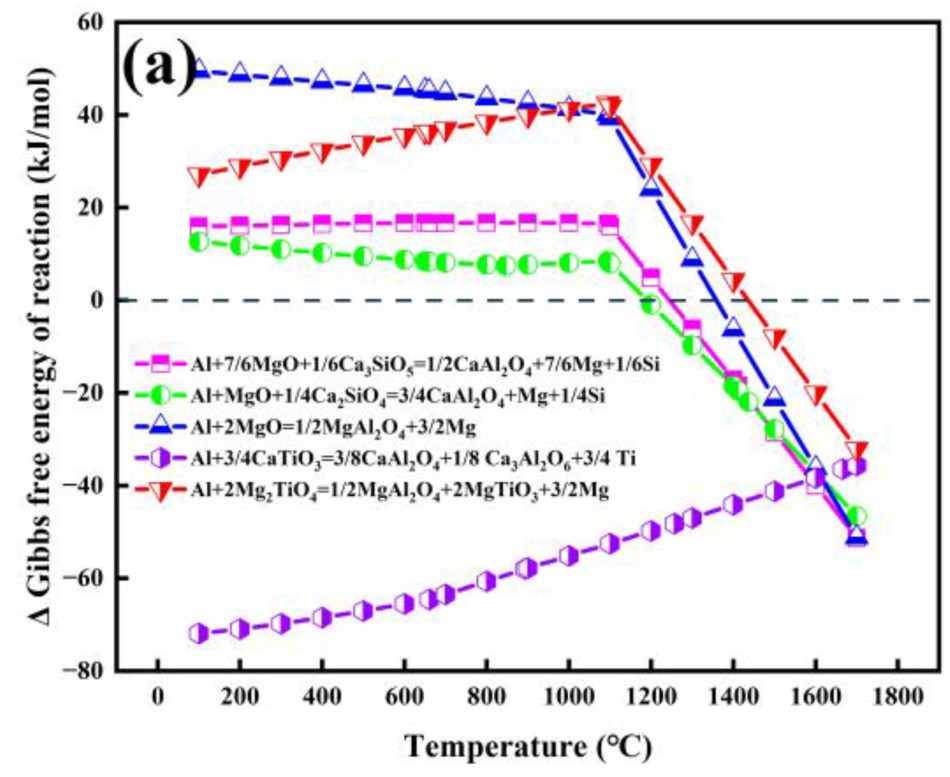 (a)
Δ Gibbs free energy of reaction (kJ/mol)
60
40
20
0
−20
−40
−60
−80
Al+7/6MgO+1/6Ca₃SiO₅=1/2CaAl₂O₄+7/6Mg+1/6Si
Al+MgO+1/4Ca₂SiO₄=3/4CaAl₂O₄+Mg+1/4Si
Al+2MgO=1/2MgAl₂O₄+3/2Mg
Al+3/4CaTiO₃=3/8CaAl₂O₄+1/8 Ca₃Al₂O₆+3/4 Ti
Al+2Mg₂TiO₄=1/2MgAl₂O₄+2MgTiO₃+3/2Mg
0 200 400 600 800 1000 1200 1400 1600 1800
Temperature (°C)